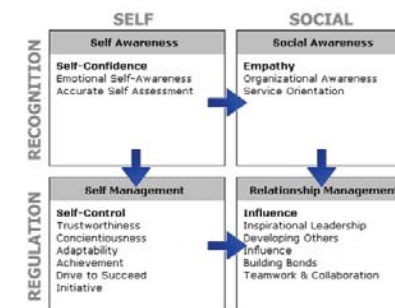 SELF
SOCIAL
RECOGNITION
Self Awareness
Self-Confidence
Emotional Self-Awareness
Accurate Self Assessment
Social Awareness
Empathy
Organizational Awareness
Service Orientation
REGULATION
Self Management
Self-Control
Trustworthiness
Concientiousness
Adaptability
Achievement
Drive to Succeed
Initiative
Relationship Management
Influence
Inspirational Leadership
Developing Others
Influence
Building Bonds
Teamwork & Collaboration